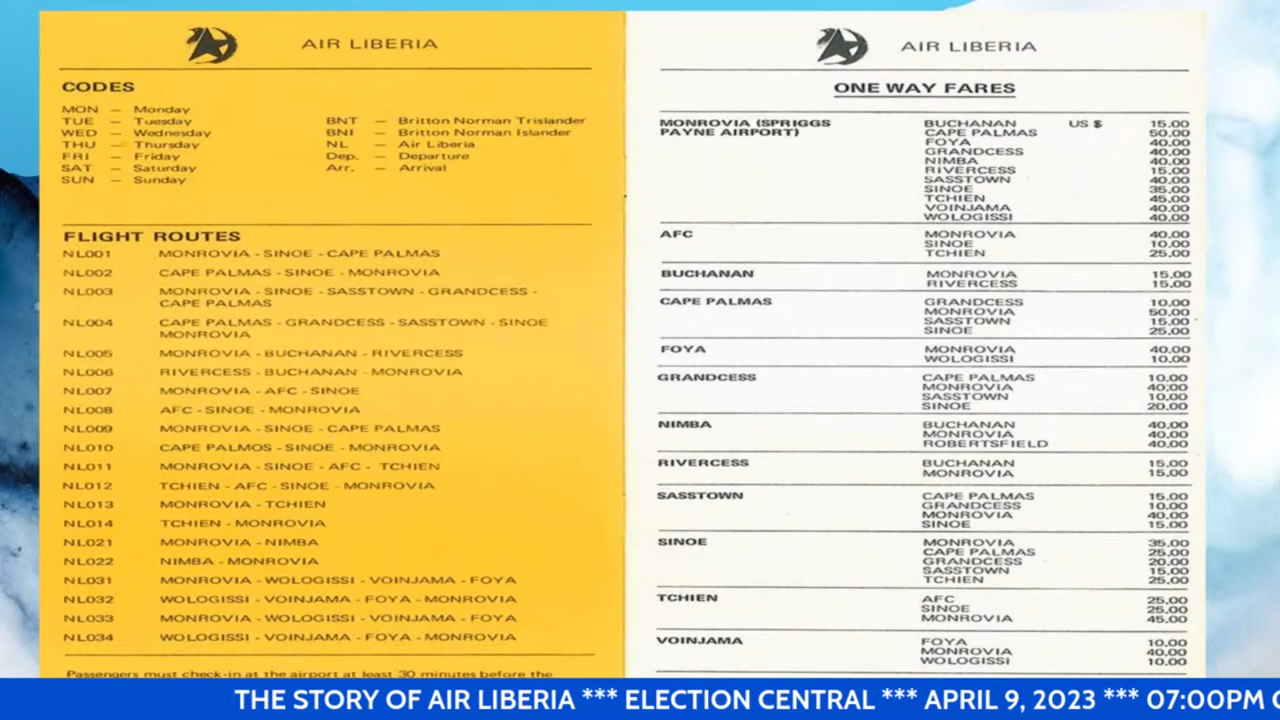 AIR LIBERIA
CODES
MON — Monday
TUE — Tuesday
WED — Wednesday
THU — Thursday
FRI — Friday
SAT — Saturday
SUN — Sunday
BNT — Britton Norman Trislander
BNI — Britton Norman Islander
NL — Air Liberia
Dep. — Departure
Arr. — Arrival
FLIGHT ROUTES
NL001 MONROVIA - SINOE - CAPE PALMAS
NL002 CAPE PALMAS - SINOE - MONROVIA
NL003 MONROVIA - SINOE - SASSTOWN - GRANDCESS -
CAPE PALMAS
NL004 CAPE PALMAS - GRANDCESS - SASSTOWN - SINOE
MONROVIA
NL005 MONROVIA - BUCHANAN - RIVERCESS
NL006 RIVERCESS - BUCHANAN - MONROVIA
NL007 MONROVIA - AFC - SINOE
NL008 AFC - SINOE - MONROVIA
NL009 MONROVIA - SINOE - CAPE PALMAS
NL010 CAPE PALMOS - SINOE - MONROVIA
NL011 MONROVIA - SINOE - AFC - TCHIEN
NL012 TCHIEN - AFC - SINOE - MONROVIA
NL013 MONROVIA - TCHIEN
NL014 TCHIEN - MONROVIA
NL021 MONROVIA - NIMBA
NL022 NIMBA - MONROVIA
NL031 MONROVIA - WOLOGISSI - VOINJAMA - FOYA
NL032 WOLOGISSI - VOINJAMA - FOYA - MONROVIA
NL033 MONROVIA - WOLOGISSI - VOINJAMA - FOYA
NL034 WOLOGISSI - VOINJAMA - FOYA - MONROVIA
Passengers must check-in at the airport at least 30 minutes before the
AIR LIBERIA
ONE WAY FARES
MONROVIA (SPRIGGS BUCHANAN US $ 15.00
PAYNE AIRPORT) CAPE PALMAS 50.00
FOYA 40.00
GRANDCESS 40.00
NIMBA 40.00
RIVERCESS 15.00
SASSTOWN 40.00
SINOE 35.00
TCHIEN 45.00
VOINJAMA 40.00
WOLOGISSI 40.00
AFC MONROVIA 40.00
SINOE 10.00
TCHIEN 25.00
BUCHANAN MONROVIA 15.00
RIVERCESS 15.00
CAPE PALMAS GRANDCESS 10.00
MONROVIA 50.00
SASSTOWN 15.00
SINOE 25.00
FOYA MONROVIA 40.00
WOLOGISSI 10.00
GRANDCESS CAPE PALMAS 10.00
MONROVIA 40.00
SASSTOWN 10.00
SINOE 20.00
NIMBA BUCHANAN 40.00
MONROVIA 40.00
ROBERTSFIELD 40.00
RIVERCESS BUCHANAN 15.00
MONROVIA 15.00
SASSTOWN CAPE PALMAS 15.00
GRANDCESS 10.00
MONROVIA 40.00
SINOE 15.00
SINOE MONROVIA 35.00
CAPE PALMAS 25.00
GRANDCESS 20.00
SASSTOWN 15.00
TCHIEN 25.00
TCHIEN AFC 25.00
SINOE 25.00
MONROVIA 45.00
VOINJAMA FOYA 10.00
MONROVIA 40.00
WOLOGISSI 10.00
THE STORY OF AIR LIBERIA *** ELECTION CENTRAL *** APRIL 9, 2023 *** 07:00PM